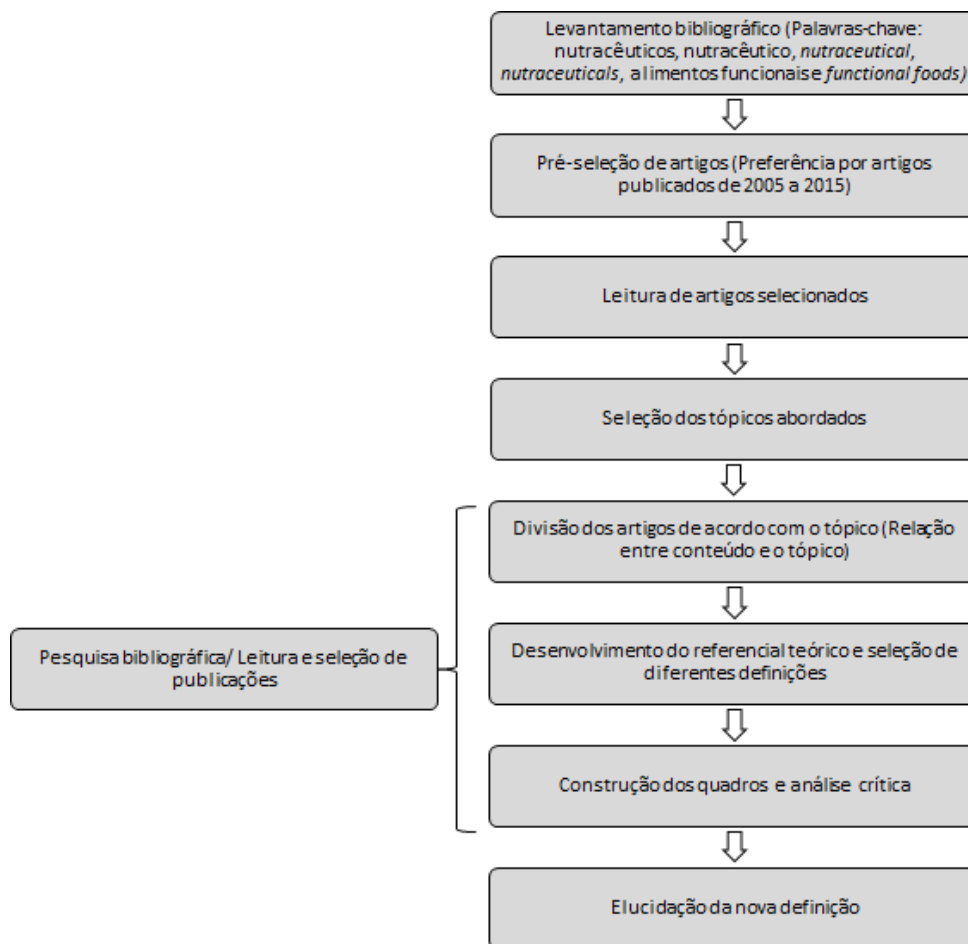 Levantamento bibliográfico (Palavras-chave:
nutracêuticos, nutracêutico, nutraceutical,
nutraceuticals, alimentos funcionais e functional foods)
Pré-seleção de artigos (Preferência por artigos
publicados de 2005 a 2015)
Leitura de artigos selecionados
Seleção dos tópicos abordados
Divisão dos artigos de acordo com o tópico (Relação
entre conteúdo e o tópico)
Pesquisa bibliográfica/ Leitura e seleção de
publicações
Desenvolvimento do referencial teórico e seleção de
diferentes definições
Construção dos quadros e análise crítica
Elucidação da nova definição